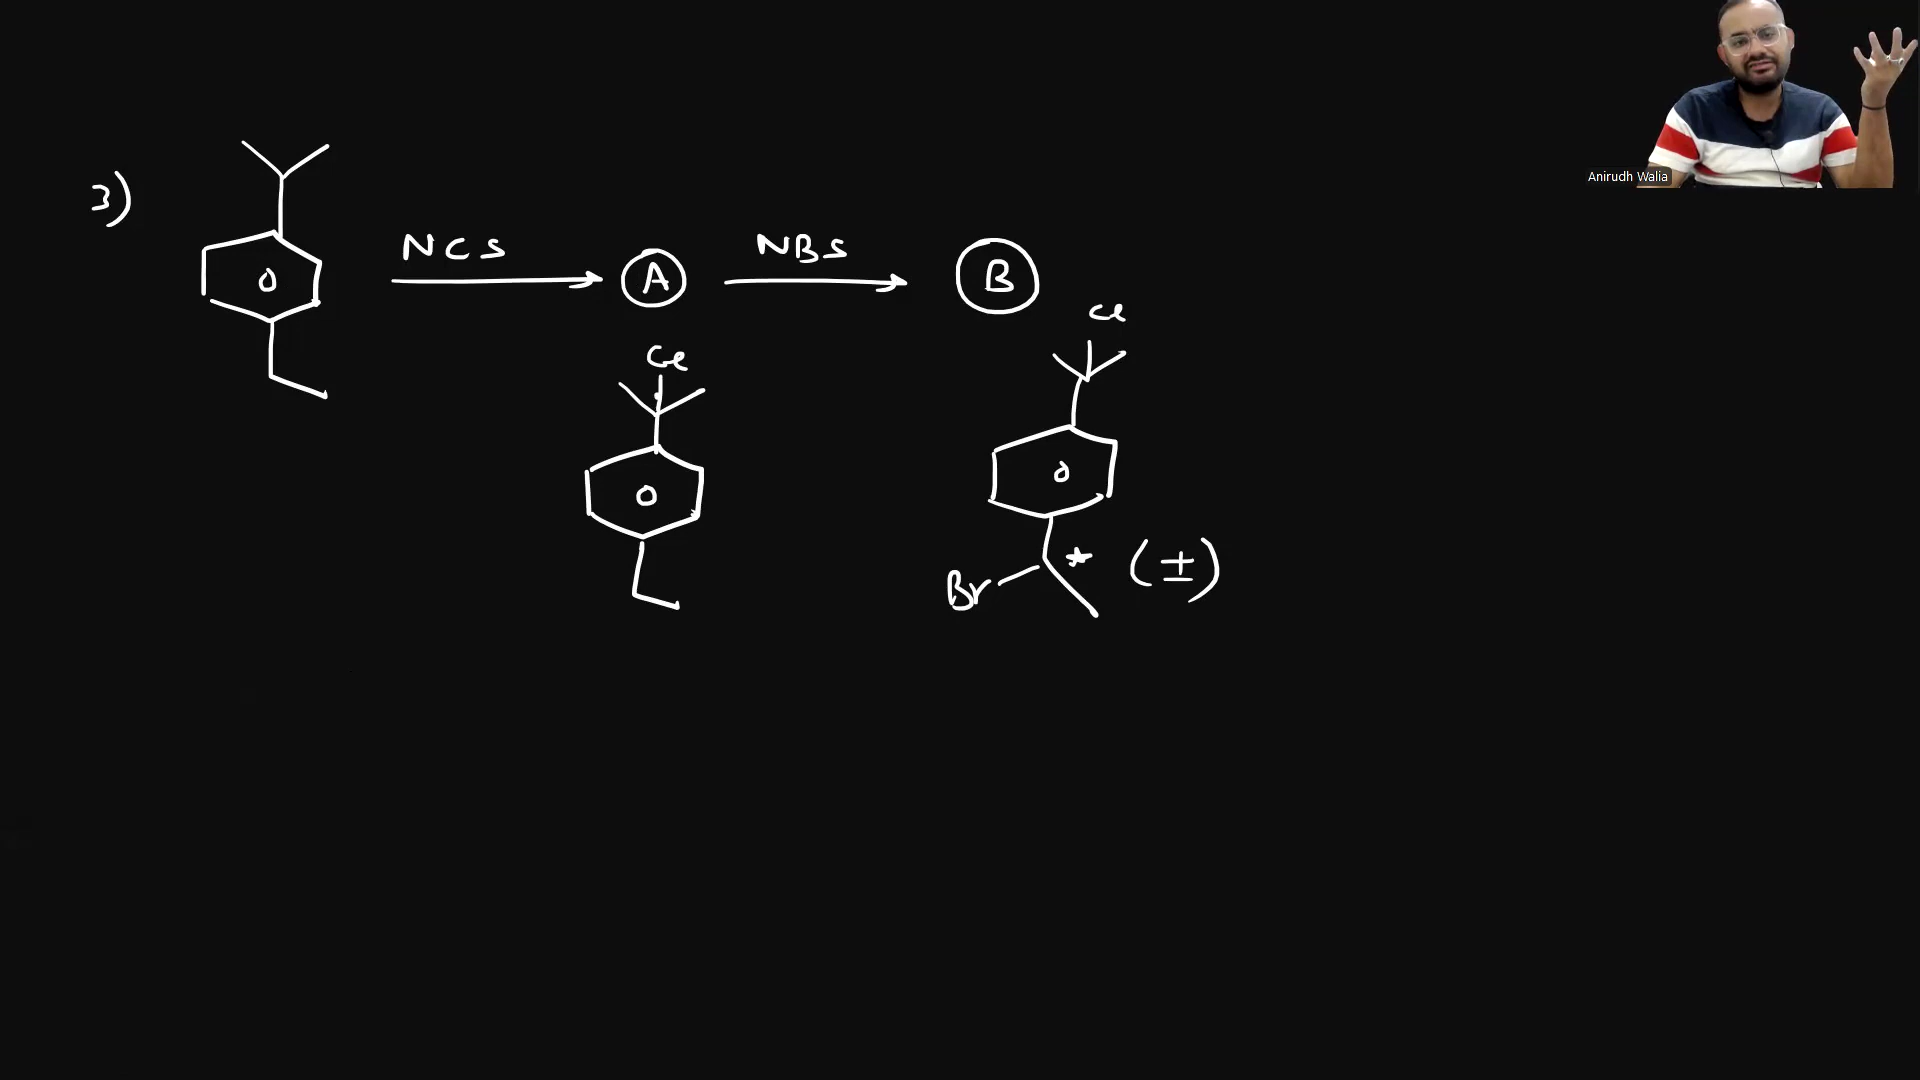 Anirudh Walia
3)
NCS
A
NBS
B
O
Cl
O
Cl
O
Br
* (±)